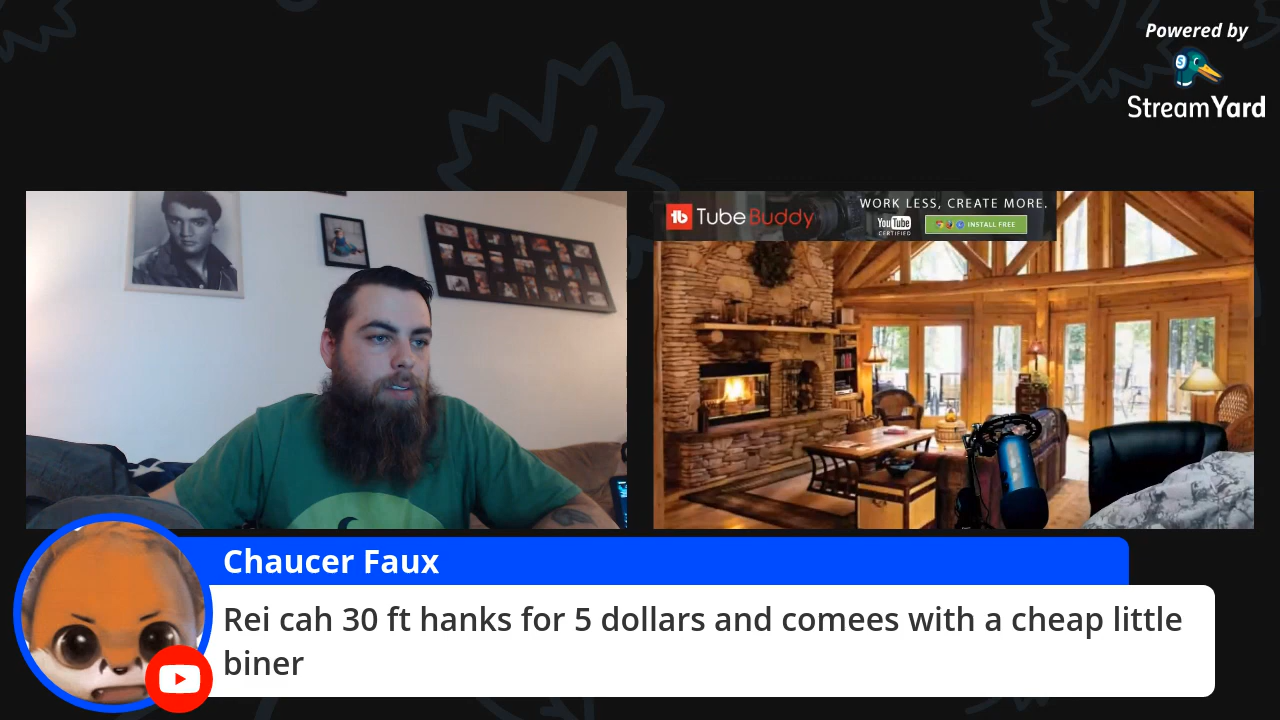 Powered by
StreamYard
TubeBuddy
WORK LESS, CREATE MORE.
YouTube
CERTIFIED
INSTALL FREE
Chaucer Faux
Rei cah 30 ft hanks for 5 dollars and comees with a cheap little
biner